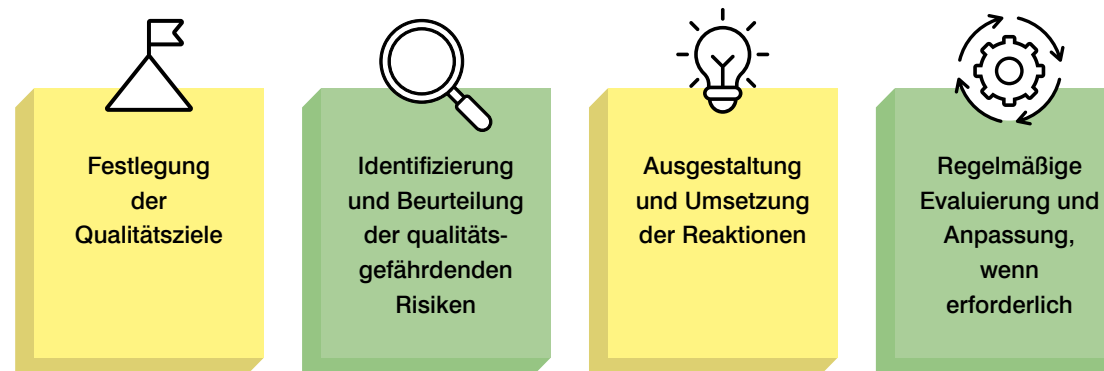 Festlegung
der
Qualitätsziele
Identifizierung
und Beurteilung
der qualitäts-
gefährdenden
Risiken
Ausgestaltung
und Umsetzung
der Reaktionen
Regelmäßige
Evaluierung und
Anpassung,
wenn
erforderlich